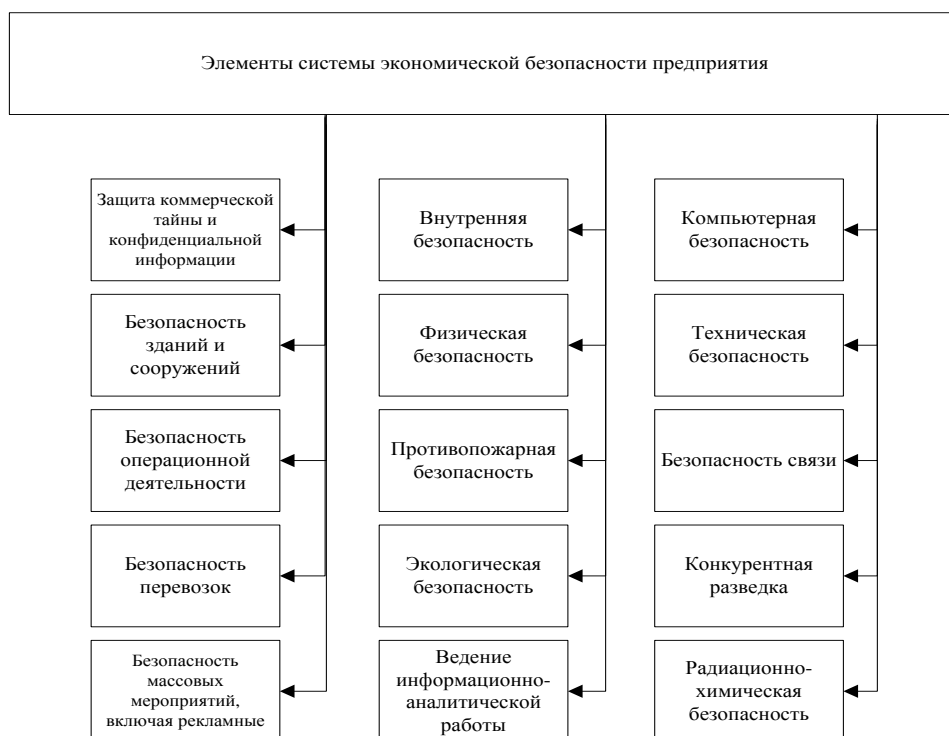 Элементы системы экономической безопасности предприятия
Защита коммерческой
тайны и
конфиденциальной
информации
Внутренняя
безопасность
Компьютерная
безопасность
Безопасность
зданий и
сооружений
Физическая
безопасность
Техническая
безопасность
Безопасность
операционной
деятельности
Противопожарная
безопасность
Безопасность связи
Безопасность
перевозок
Экологическая
безопасность
Конкурентная
разведка
Безопасность
массовых
мероприятий,
включая рекламные
Ведение
информационно-
аналитической
работы
Радиационно-
химическая
безопасность